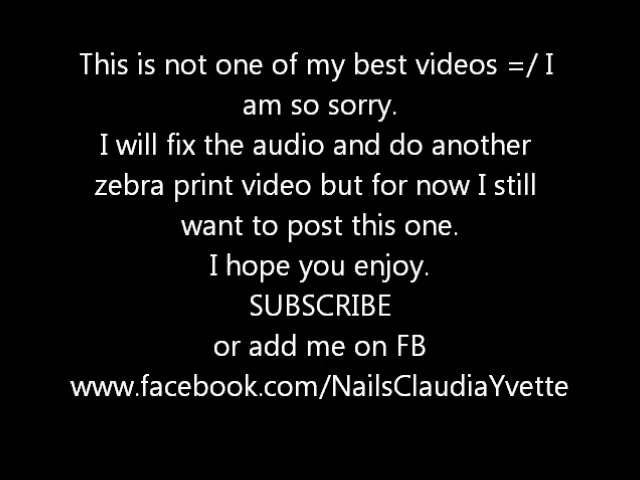 This is not one of my best videos =/ I
am so sorry.
I will fix the audio and do another
zebra print video but for now I still
want to post this one.
I hope you enjoy.
SUBSCRIBE
or add me on FB
www.facebook.com/NailsClaudiaYvette